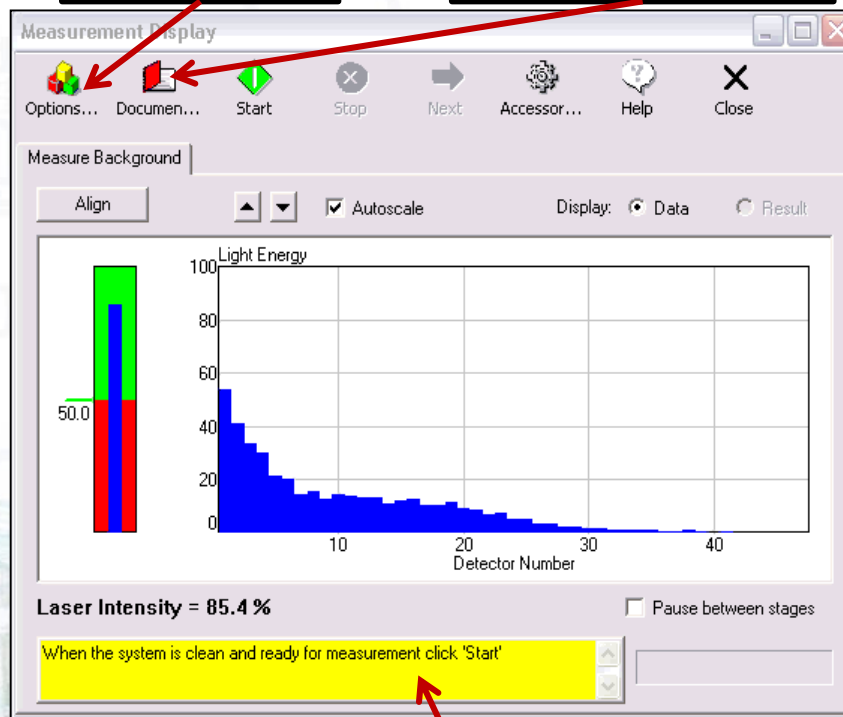 Measurement Display
Options... Documen... Start Stop Next Accessor... Help Close
Measure Background
Align Autoscale Display: Data Result
Light Energy
100
80
60
50.0
40
20
0
10 20 30 40
Detector Number
Laser Intensity = 85.4 %
Pause between stages
When the system is clean and ready for measurement click 'Start'